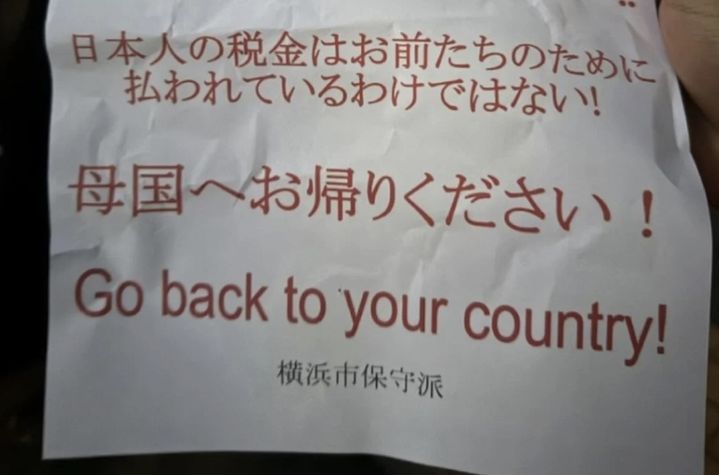 日本人の税金はお前たちのために
払われているわけではない!
母国へお帰りください！
Go back to your country!
横浜市保守派